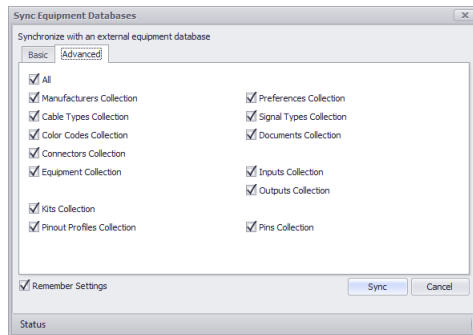 Sync Equipment Databases
Synchronize with an external equipment database
Basic Advanced
All
Manufacturers Collection Preferences Collection
Cable Types Collection Signal Types Collection
Color Codes Collection Documents Collection
Connectors Collection
Equipment Collection Inputs Collection
Outputs Collection
Kits Collection
Pinout Profiles Collection Pins Collection
Remember Settings Sync Cancel
Status